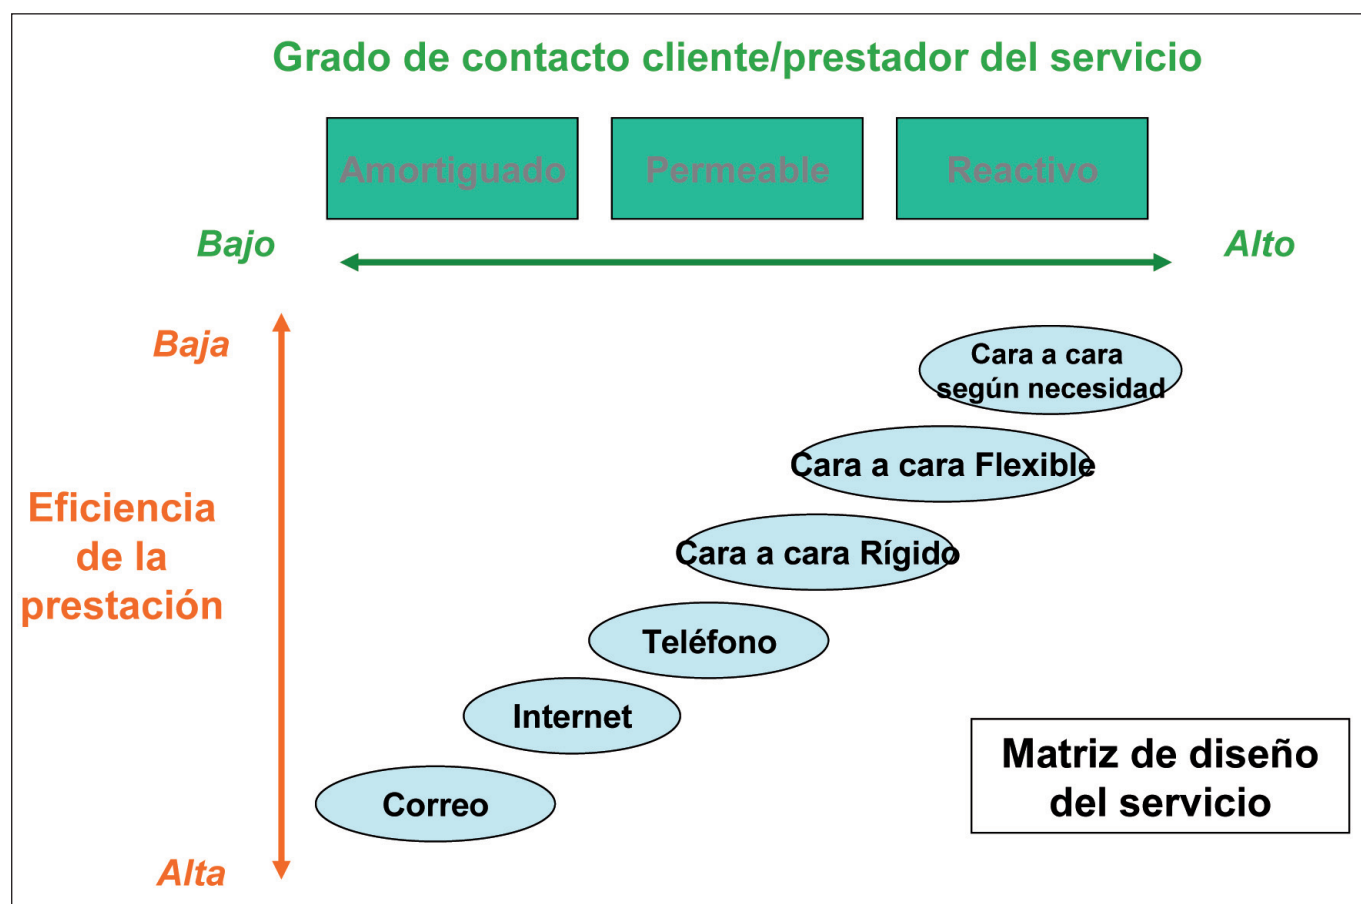 Grado de contacto cliente/prestador del servicio
Amortiguado
Permeable
Reactivo
Bajo
Alto
Baja
Cara a cara
según necesidad
Cara a cara Flexible
Eficiencia
de la
prestación
Cara a cara Rígido
Teléfono
Internet
Matriz de diseño
del servicio
Correo
Alta